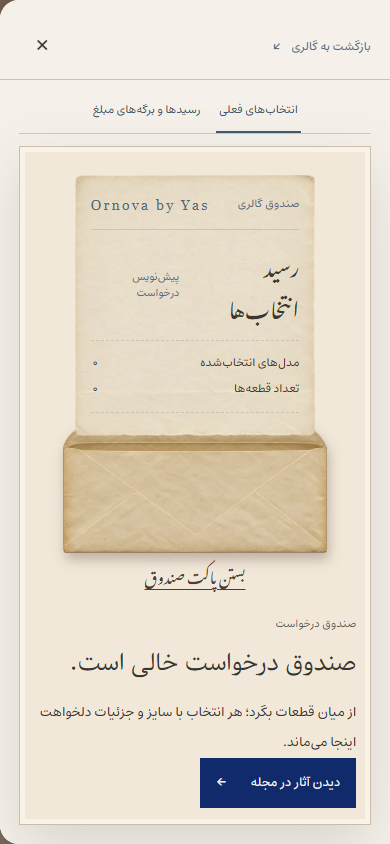 بازگشت به گالری
انتخاب‌های فعلی
رسیدها و برگه‌های مبلغ
صندوق گالری
Ornova by Yas
رسید
انتخاب‌ها
پیش‌نویس
درخواست
مدل‌های انتخاب‌شده ۰
تعداد قطعه‌ها ۰
بستن پاکت صندوق
صندوق درخواست
صندوق درخواست خالی است.
از میان قطعات بگرد؛ هر انتخاب با سایز و جزئیات دلخواهت
اینجا می‌ماند.
دیدن آثار در مجله